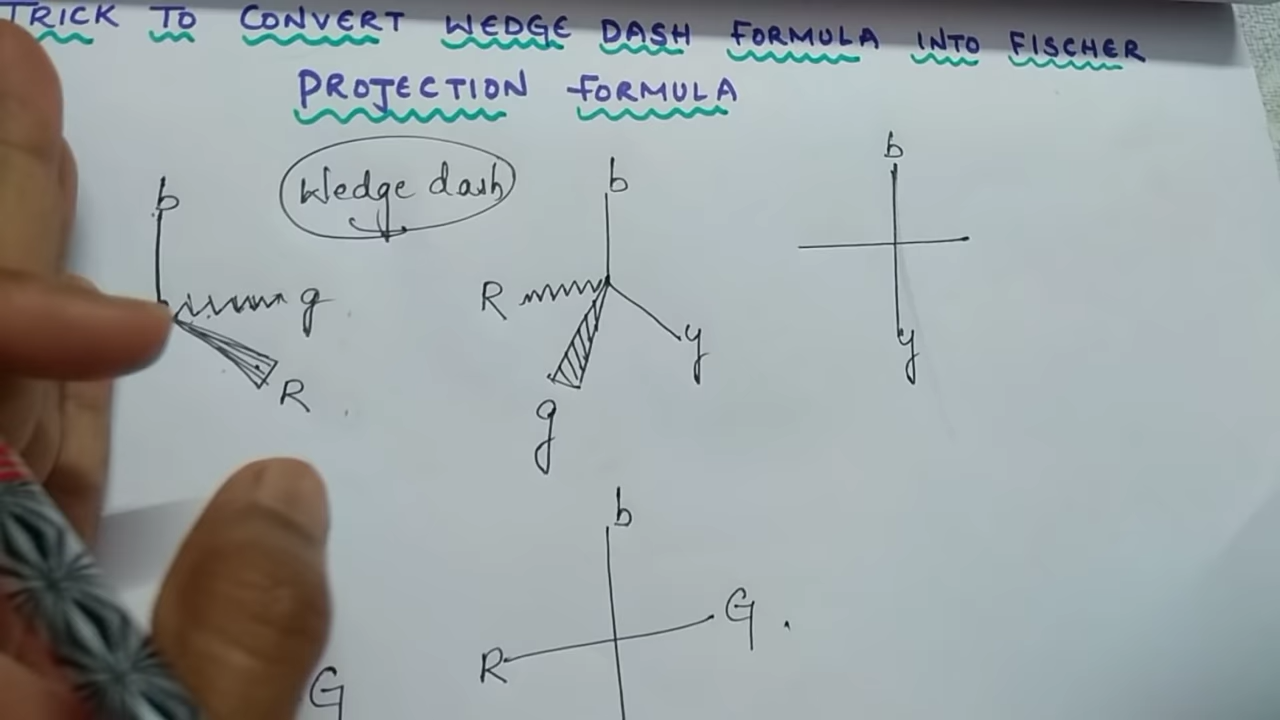 TRICK TO CONVERT WEDGE DASH FORMULA INTO FISCHER
PROJECTION FORMULA
b
Wedge dash
b
b
g
R
R
y
y
g
b
G
R
G